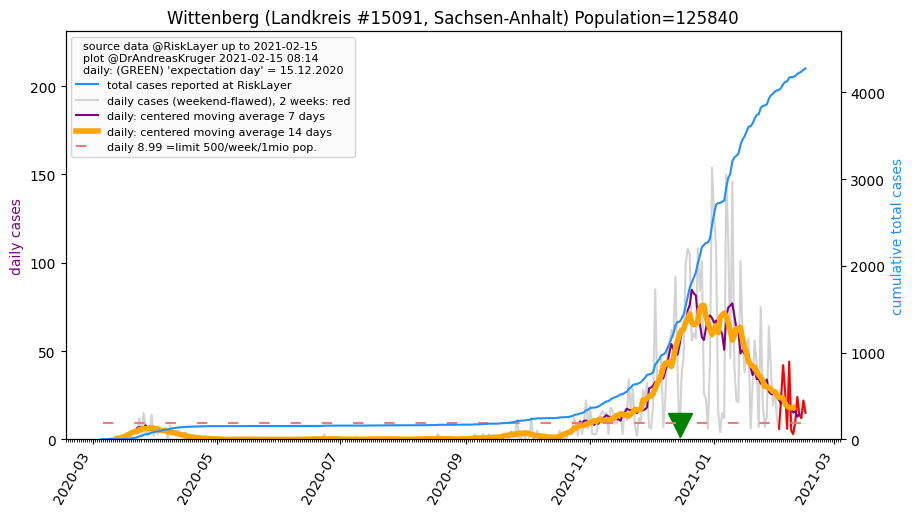 Wittenberg (Landkreis #15091, Sachsen-Anhalt) Population=125840
source data @RiskLayer up to 2021-02-15
plot @DrAndreasKruger 2021-02-15 08:14
daily: (GREEN) 'expectation day' = 15.12.2020
total cases reported at RiskLayer
daily cases (weekend-flawed), 2 weeks: red
daily: centered moving average 7 days
daily: centered moving average 14 days
daily 8.99 =limit 500/week/1mio pop.
daily cases
200
150
100
50
0
cumulative total cases
4000
3000
2000
1000
0
2020-03
2020-05
2020-07
2020-09
2020-11
2021-01
2021-03